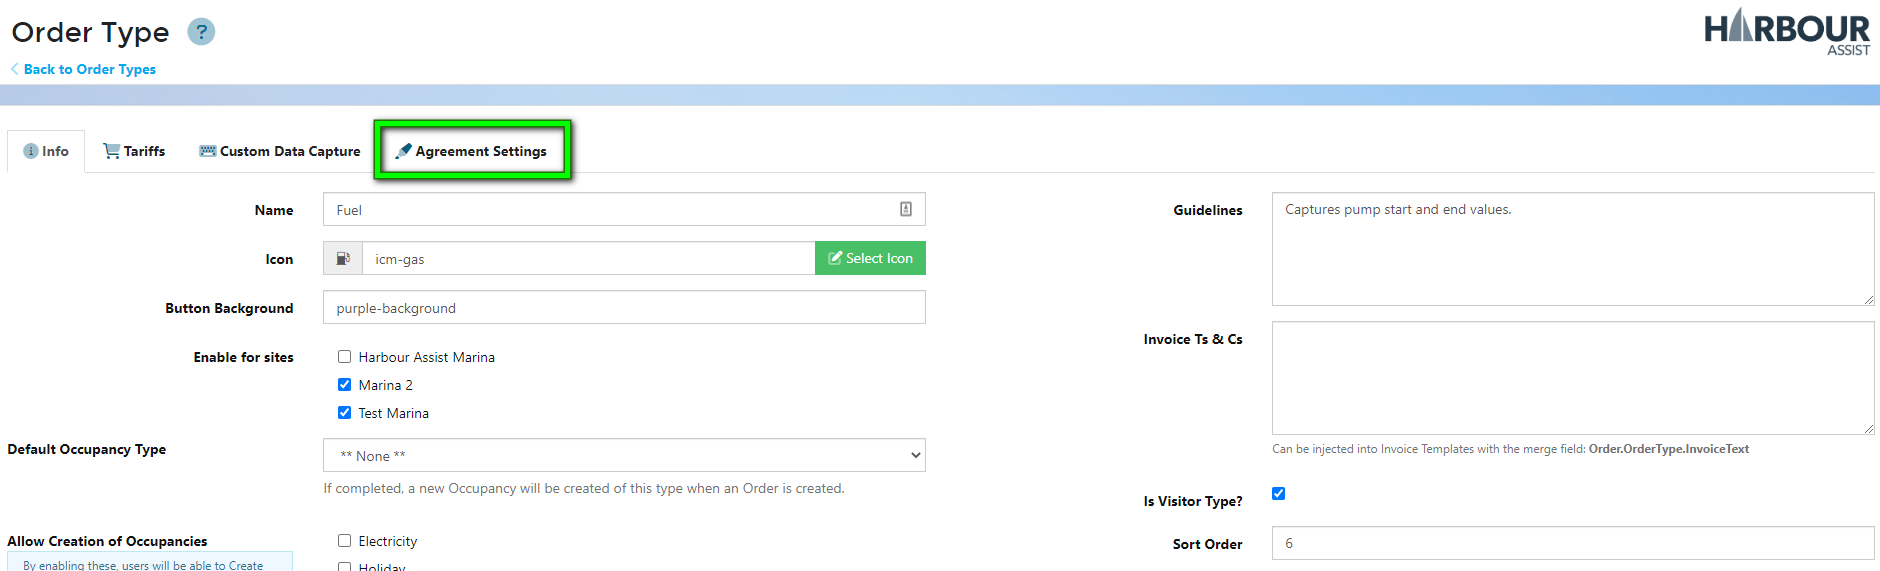 Order Type ?
HARBOUR
ASSIST
Back to Order Types
Info
Tariffs
Custom Data Capture
Agreement Settings
Name
Fuel
Icon
icm-gas
Select Icon
Button Background
purple-background
Enable for sites
Harbour Assist Marina
Marina 2
Test Marina
Default Occupancy Type
** None **
If completed, a new Occupancy will be created of this type when an Order is created.
Allow Creation of Occupancies
By enabling these, users will be able to Create
Electricity
Holiday
Guidelines
Captures pump start and end values.
Invoice Ts & Cs
Can be injected into Invoice Templates with the merge field: Order.OrderType.InvoiceText
Is Visitor Type?
Sort Order
6